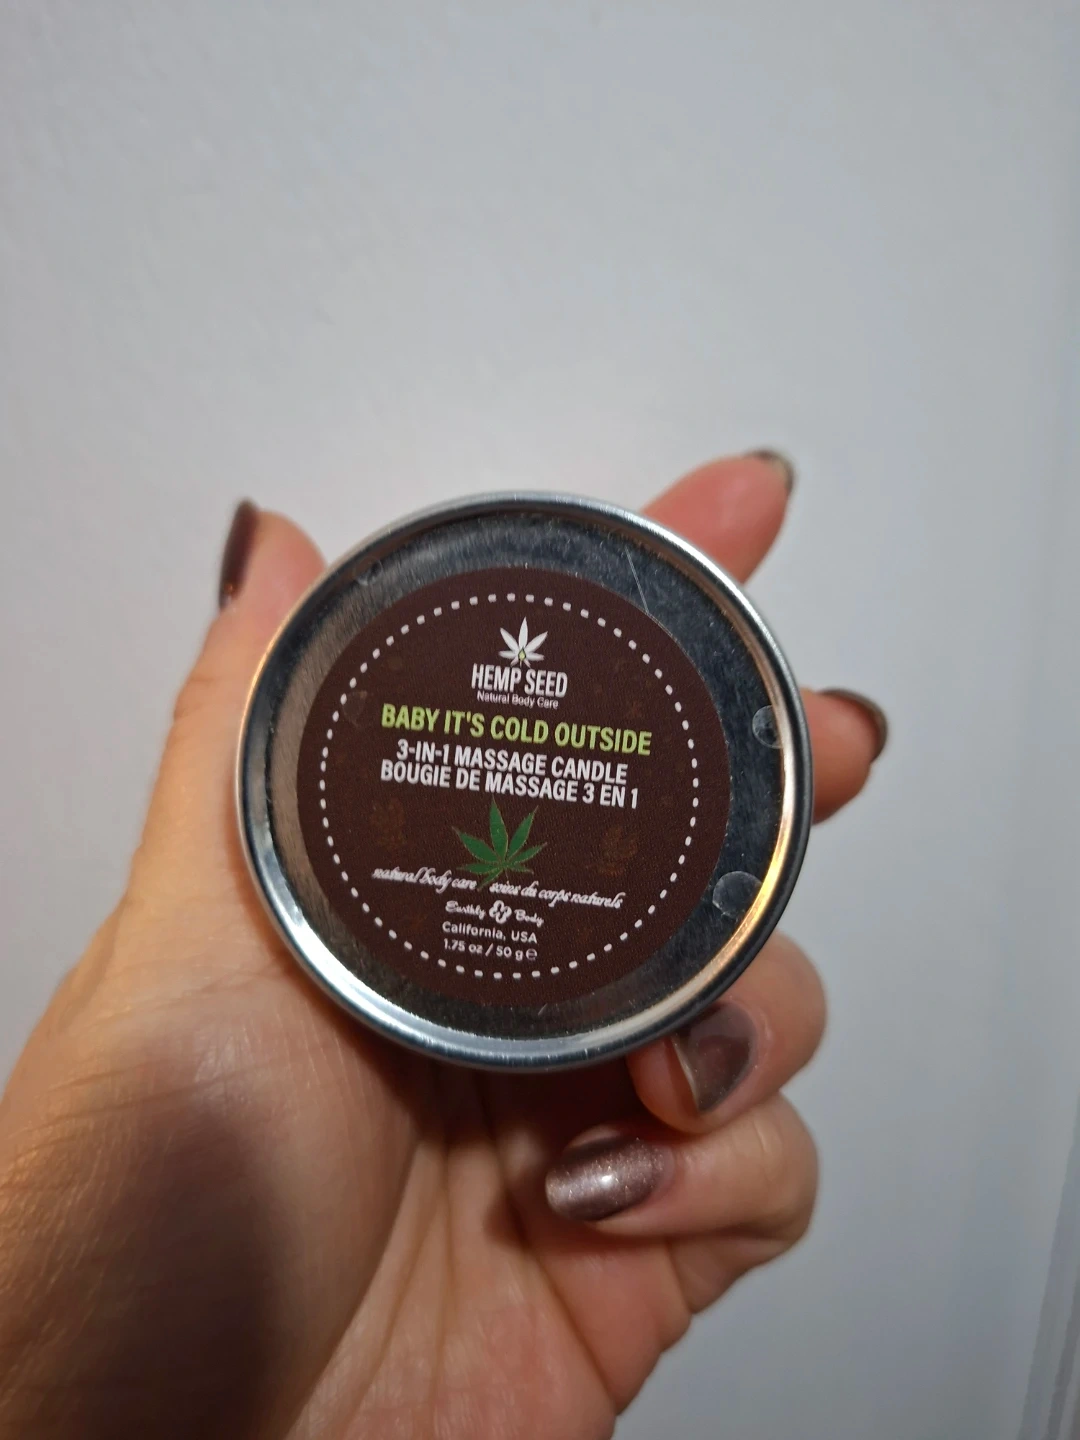 HEMP SEED
Natural Body Care
BABY IT'S COLD OUTSIDE
3-IN-1 MASSAGE CANDLE
BOUGIE DE MASSAGE 3 EN 1
natural body care / soins du corps naturels
Earthly Body
California, USA
1.75 oz / 50 g ℮